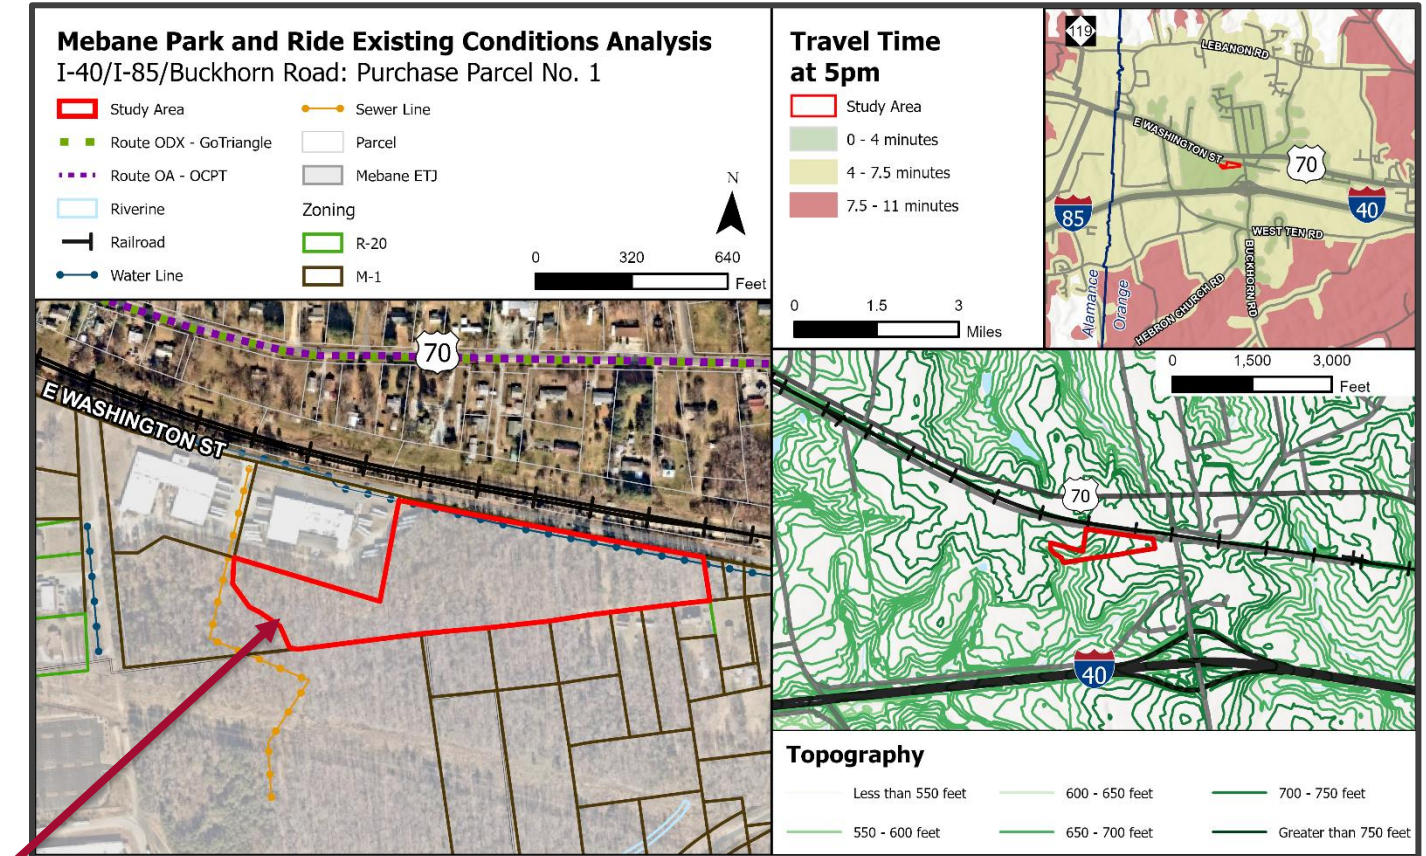 Mebane Park and Ride Existing Conditions Analysis
I-40/I-85/Buckhorn Road: Purchase Parcel No. 1
Study Area
Route ODX - GoTriangle
Route OA - OCPT
Riverine
Railroad
Water Line
Sewer Line
Parcel
Mebane ETJ
Zoning
R-20
M-1
N
0 320 640
Feet
70
E WASHINGTON ST
Travel Time
at 5pm
Study Area
0 - 4 minutes
4 - 7.5 minutes
7.5 - 11 minutes
0 1.5 3
Miles
119
LEBANON RD
E WASHINGTON ST
70
85
40
WEST TEN RD
BUCKHORN RD
HEBRON CHURCH RD
Alamance
Orange
0 1,500 3,000
Feet
70
40
Topography
Less than 550 feet
550 - 600 feet
600 - 650 feet
650 - 700 feet
700 - 750 feet
Greater than 750 feet